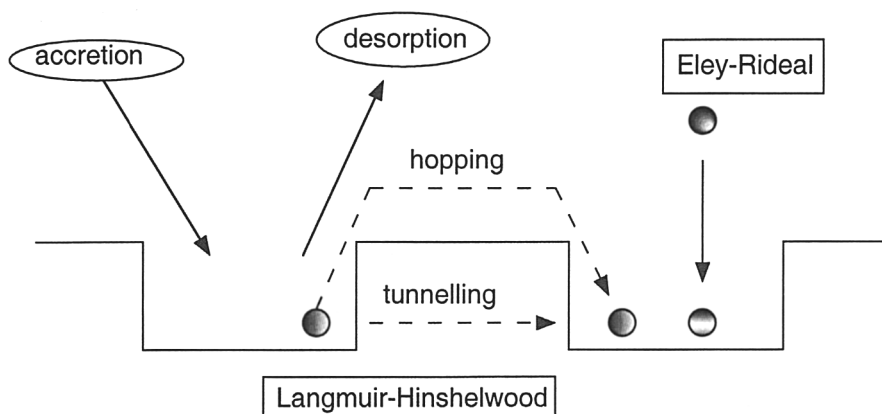 accretion
desorption
Eley-Rideal
hopping
tunnelling
Langmuir-Hinshelwood